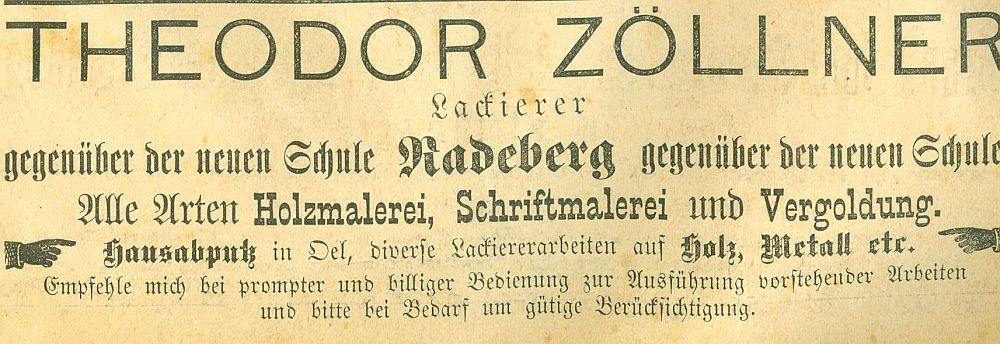 THEODOR ZÖLLNER
Lackierer
gegenüber der neuen Schule Radeberg gegenüber der neuen Schule
Alle Arten Holzmalerei, Schriftmalerei und Vergoldung.
Hausabputz in Oel, diverse Lackiererarbeiten auf Holz, Metall etc.
Empfehle mich bei prompter und billiger Bedienung zur Ausführung vorstehender Arbeiten
und bitte bei Bedarf um gütige Berücksichtigung.